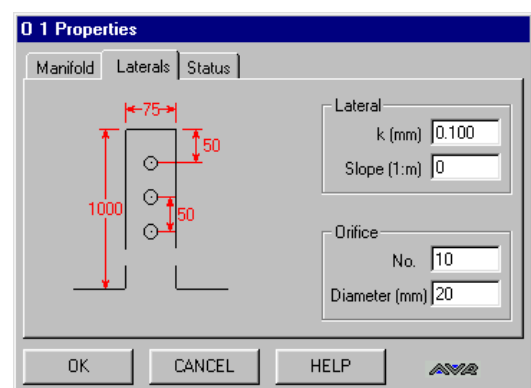 0 1 Properties
Manifold Laterals Status
75
50
1000
50
Lateral
k (mm) 0.100
Slope (1:m) 0
Orifice
No. 10
Diameter (mm) 20
OK CANCEL HELP